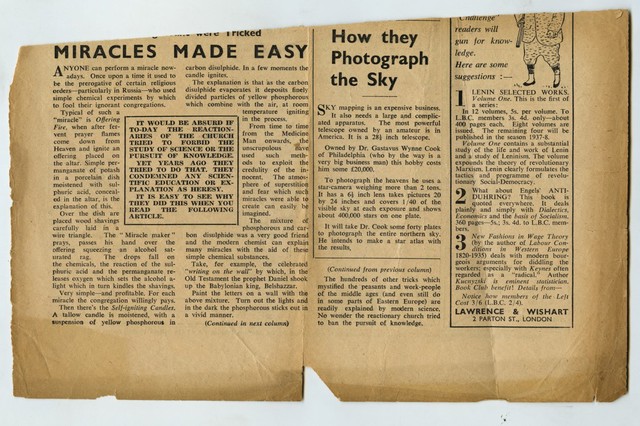 were Tricked
MIRACLES MADE EASY
ANYONE can perform a miracle now-
adays. Once upon a time it used to
be the prerogative of certain religious
orders—particularly in Russia—who used
simple chemical experiments by which
to fool their ignorant congregations.
Typical of such a
"miracle" is Offering
Fire, when after fer-
vent prayer flames
come down from
Heaven and ignite an
offering placed on
the altar. Simple per-
manganate of potash
in a porcelain dish
moistened with sul-
phuric acid, conceal-
ed in the altar, is the
explanation of this.
Over the dish are
placed wood shavings
carefully laid in a
wire triangle. The "Miracle maker"
prays, passes his hand over the
offering squeezing an alcohol sat-
urated rag. The drops fall on
the chemicals, the reaction of the sul-
phuric acid and the permanganate re-
leases oxygen which sets the alcohol a-
light which in turn kindles the shavings.
Very simple—and profitable. For each
miracle the congregation willingly pays.
Then there's the Self-igniting Candles.
A tallow candle is moistened, with a
suspension of yellow phosphorous in
carbon disulphide. In a few moments the
candle ignites.
The explanation is that as the carbon
disulphide evaporates it deposits finely
divided particles of yellow phosphorous
which combine with the air, at room
temperature igniting
in the process.
From time to time
from the Medicine
Man onwards, the
unscrupulous have
used such meth-
ods to exploit the credu-
lity of the in-
nocent. The atmos-
phere of superstition
and fear which such
miracles were able to
create can easily be
imagined.
The mixture of
phosphorous and car-
bon disulphide was a very good friend
and the modern chemist can explain
many miracles with the aid of these
simple chemical substances.
Take, for example, the celebrated
"writing on the wall" by which, in the
Old Testament the prophet Daniel shook
up the Babylonian king, Belshazzar.
Paint the letters on a wall with the
above mixture. Turn out the lights and
in the dark the phosphorous sticks out in
a vivid manner.
(Continued in next column)
IT WOULD BE ABSURD IF
TO-DAY THE REACTION-
ARIES OF THE CHURCH
TRIED TO FORBID THE
STUDY OF SCIENCE OR THE
PURSUIT OF KNOWLEDGE.
YET YEARS AGO THEY
TRIED TO DO THAT. THEY
CONDEMNED ANY SCIEN-
TIFIC EDUCATION OR EX-
PLANATION AS HERESY.
IT IS EASY TO SEE WHY
THEY DID THIS WHEN YOU
READ THE FOLLOWING
ARTICLE.
How they
Photograph
the Sky
SKY mapping is an expensive business.
It also needs a large and complic-
ated apparatus. The most powerful
telescope owned by an amateur is in
America. It is a 28½ inch telescope.
Owned by Dr. Gastavus Wynne Cook
of Philadelphia (who by the way is a
very big business man) this hobby costs
him some £20,000.
To photograph the heavens he uses a
star-camera weighing more than 2 tons.
It has a 6½ inch lens takes pictures 20
by 24 inches and covers 1/40 of the
visible sky at each exposure and shows
about 400,000 stars on one plate.
It will take Dr. Cook some forty plates
to photograph the entire northern sky.
He intends to make a star atlas with
the results,
(Continued from previous column)
The hundreds of other tricks which
mystified the peasants and work-people
of the middle ages (and even still do
in some parts of Eastern Europe) are
readily explained by modern science.
No wonder the reactionary church tried
to ban the pursuit of knowledge.
'Challenge'
readers will
gun for know-
ledge.
Here are some
suggestions :—
1 LENIN SELECTED WORKS.
Volume One. This is the first of
a series:
In 12 volumes, 5s. per volume. To
L.B.C. members 3s. 4d. only—about
400 pages each. Eight volumes are
issued. The remaining four will be
published in the season 1937-8.
Volume One contains a substantial
study of the life and work of Lenin
and a study of Leninism. The volume
expounds the theory of revolutionary
Marxism. Lenin clearly formulates the
tactics and programme of revolu-
tionary Social-Democracy.
2 What about Engels' ANTI-
DUHRING? This book is
quoted everywhere. It deals
plainly and simply with Dialectics,
Economics and the basis of Socialism.
360 pages—5s.; 3s. 4d. to L.B.C. mem-
bers.
3 New Fashions in Wage Theory
(by the author of Labour Con-
ditions in Western Europe
1820-1935) deals with modern bour-
geois arguments for diddling the
workers; especially with Keynes often
regarded as a "radical." Author
Kuczynski is eminent statistician.
Book Club benefit! Details from—
Notice how members of the Left
Cost 3/6 (L.B.C. 2/4).
LAWRENCE & WISHART
2 PARTON ST., LONDON